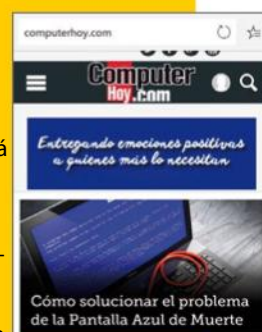 computerhoy.com
Computer
Hoy.com
Entregando emociones positivas
a quienes más lo necesitan
Cómo solucionar el problema
de la Pantalla Azul de Muerte
á